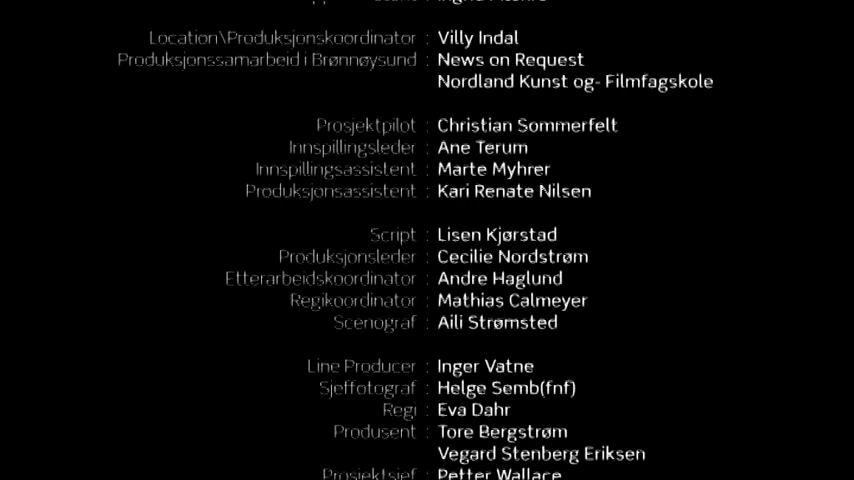 Location\Produksjonskoordinator : Villy Indal
Produksjonssamarbeid i Brønnøysund : News on Request
Nordland Kunst og- Filmfagskole
Prosjektpilot : Christian Sommerfelt
Innspillingsleder : Ane Terum
Innspillingsassistent : Marte Myhrer
Produksjonsassistent : Kari Renate Nilsen
Script : Lisen Kjørstad
Produksjonsleder : Cecilie Nordstrøm
Etterarbeidskoordinator : Andre Haglund
Regikoordinator : Mathias Calmeyer
Scenograf : Aili Strømsted
Line Producer : Inger Vatne
Sjeffotograf : Helge Semb(fnf)
Regi : Eva Dahr
Produsent : Tore Bergstrøm
Vegard Stenberg Eriksen
Prosjektsjef : Petter Wallace